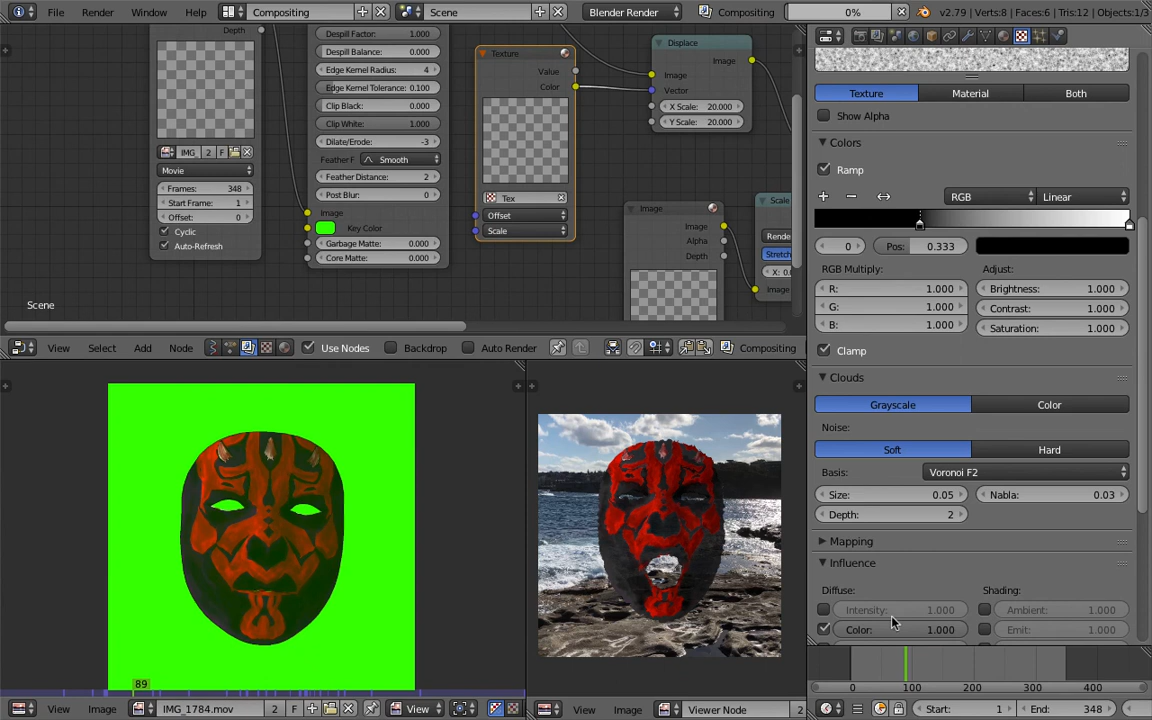 File Render Window Help Compositing Scene Blender Render Compositing 0% v2.79 | Verts:8 | Faces:6 | Tris:12 | Objects:1/3
Depth
IMG_ 2 F
Movie
Frames: 348
Start Frame: 1
Offset: 0
Cyclic
Auto-Refresh
Despill Factor: 1.000
Despill Balance: 0.000
Edge Kernel Radius: 4
Edge Kernel Tolerance: 0.100
Clip Black: 0.000
Clip White: 1.000
Dilate/Erode: -3
Feather F Smooth
Feather Distance: 2
Post Blur: 0
Image
Key Color
Garbage Matte: 0.000
Core Matte: 0.000
Texture
Value
Color
Tex
Offset
Scale
Displace
Image
Image
Vector
X Scale: 20.000
Y Scale: 20.000
Image
Image
Alpha
Depth
Scale
Rende
Stretch
X: 0.
Image
Scene
View Select Add Node Use Nodes Backdrop Auto Render Compositing
Texture Material Both
Show Alpha
Colors
Ramp
RGB Linear
0 Pos: 0.333
RGB Multiply: Adjust:
R: 1.000 Brightness: 1.000
G: 1.000 Contrast: 1.000
B: 1.000 Saturation: 1.000
Clamp
Clouds
Grayscale Color
Noise:
Soft Hard
Basis: Voronoi F2
Size: 0.05 Nabla: 0.03
Depth: 2
Mapping
Influence
Diffuse: Shading:
Intensity: 1.000 Ambient: 1.000
Color: 1.000 Emit: 1.000
89
0 100 200 300 400
View Image IMG_1784.mov 2 F View
View Image Viewer Node 2
Start: 1 End: 348